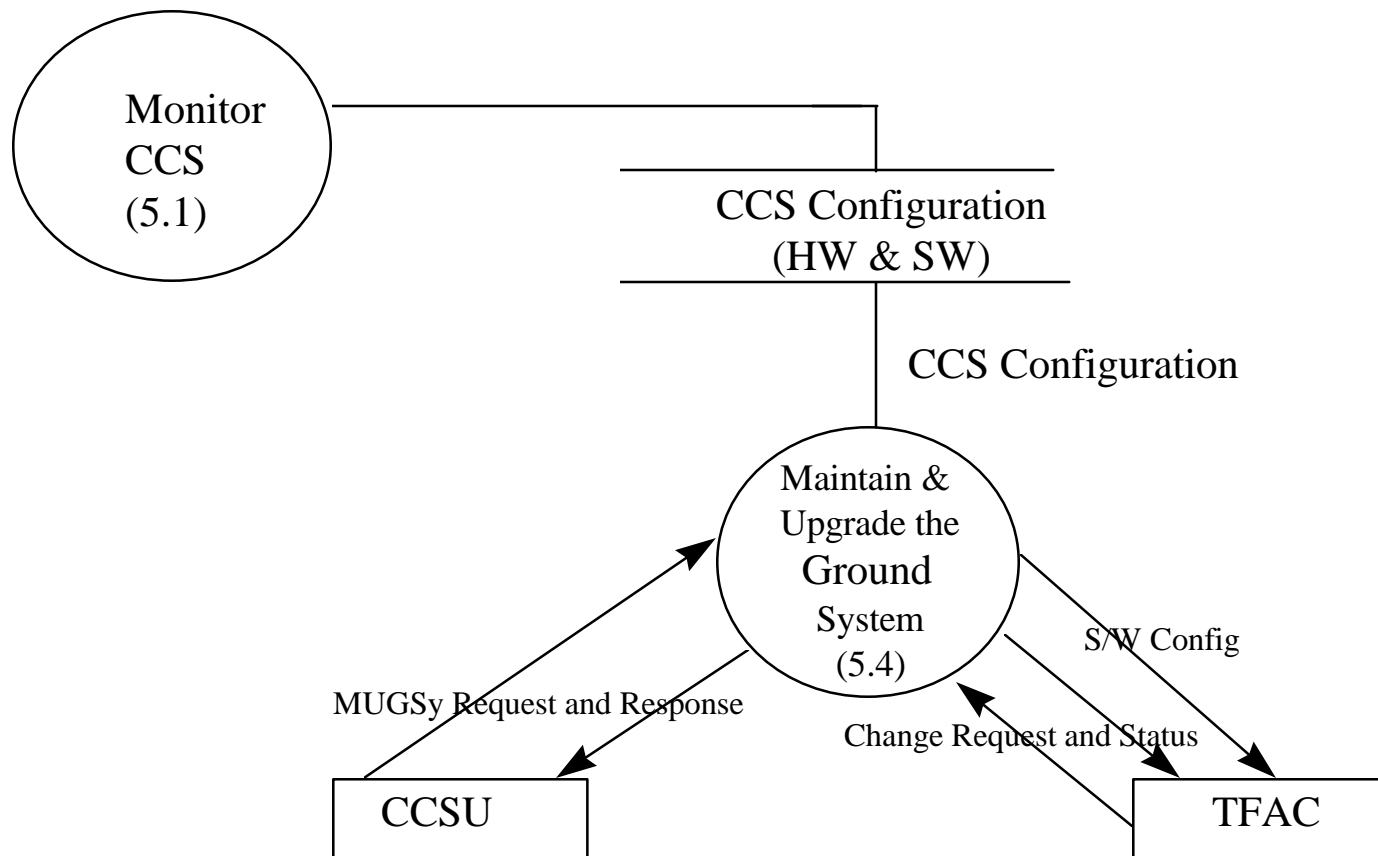 Monitor
CCS
(5.1)
CCS Configuration
(HW & SW)
CCS Configuration
Maintain &
Upgrade the
Ground
System
(5.4)
S/W Config
MUGSy Request and Response
Change Request and Status
CCSU
TFAC